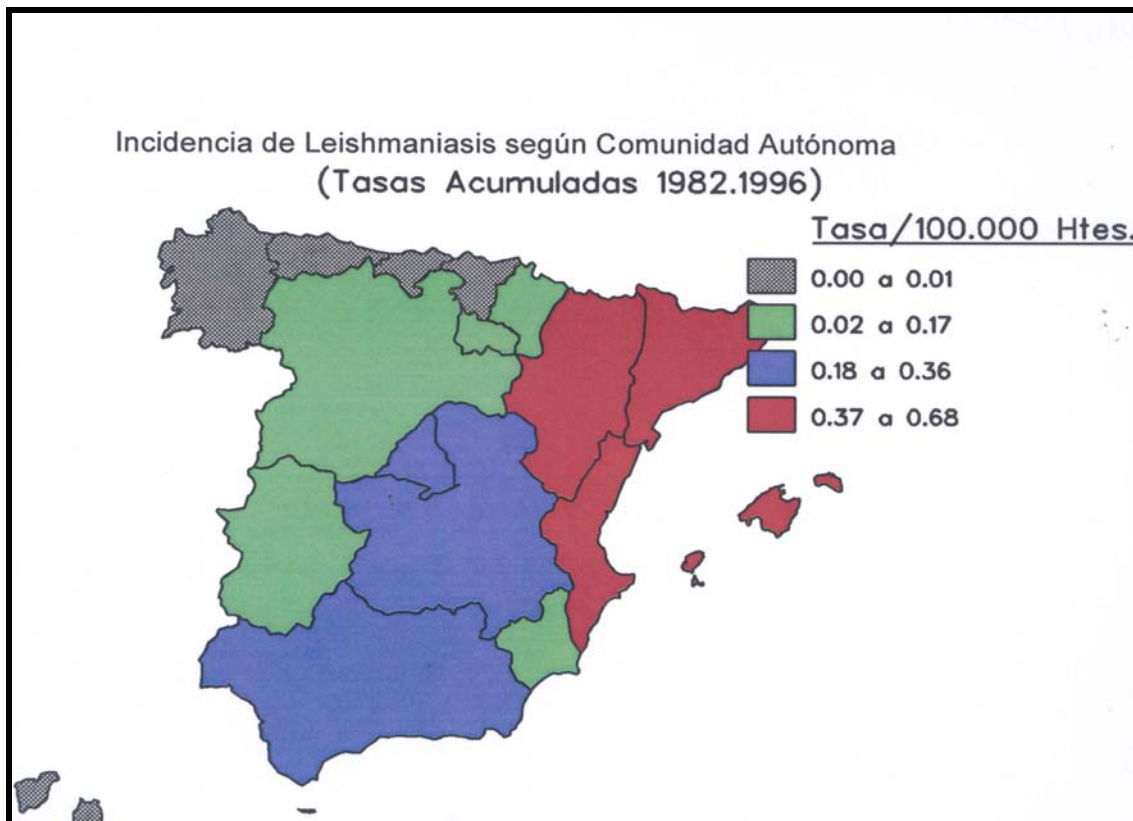 Incidencia de Leishmaniasis según Comunidad Autónoma
(Tasas Acumuladas 1982.1996)
Tasa/100.000 Htes.
0.00 a 0.01
0.02 a 0.17
0.18 a 0.36
0.37 a 0.68